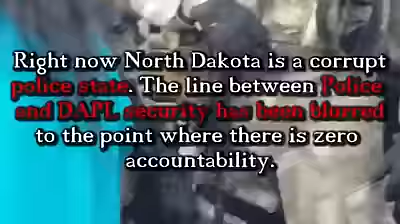 Right now North Dakota is a corrupt
police state. The line between Police
and DAPL security has been blurred
to the point where there is zero
accountability.